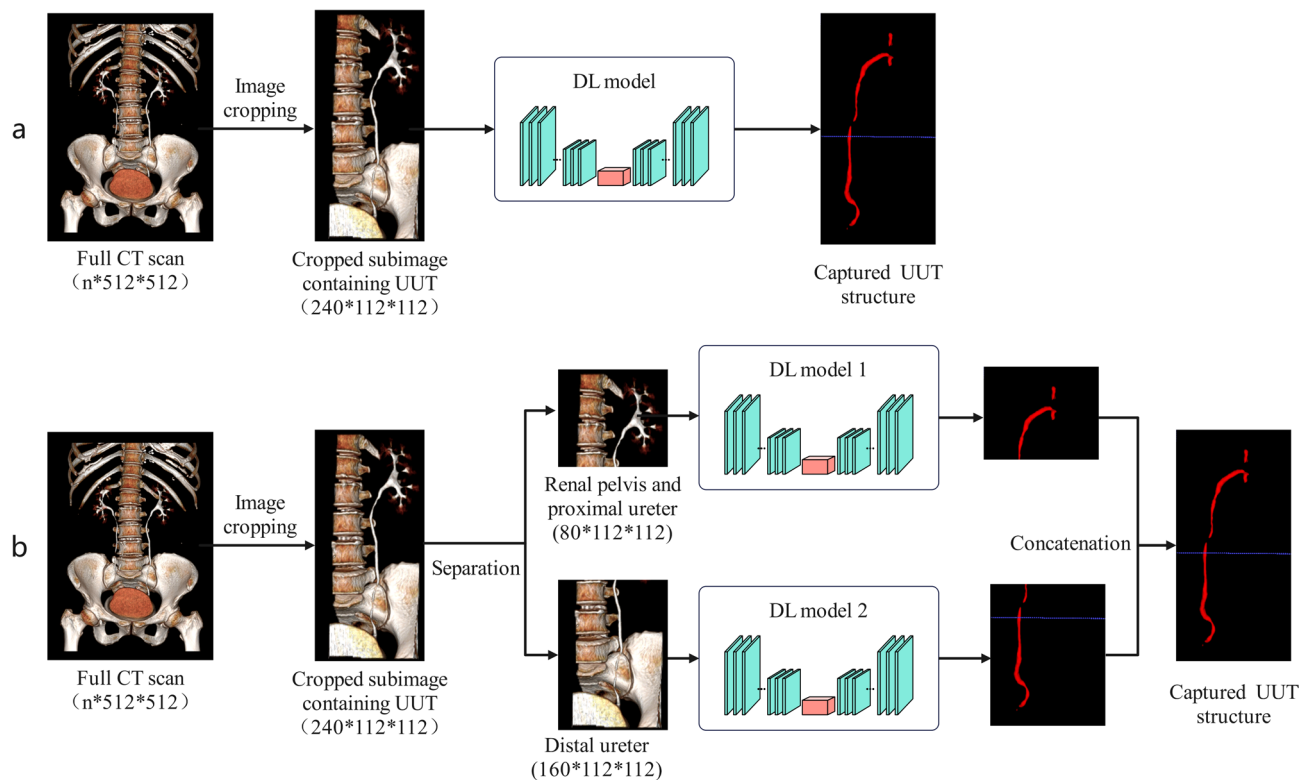 a
Full CT scan
（n*512*512）
Image
cropping
Cropped subimage
containing UUT
（240*112*112）
DL model
Captured UUT
structure
b
Full CT scan
（n*512*512）
Image
cropping
Cropped subimage
containing UUT
（240*112*112）
Separation
Renal pelvis and
proximal ureter
(80*112*112)
DL model 1
Distal ureter
(160*112*112)
DL model 2
Concatenation
Captured UUT
structure